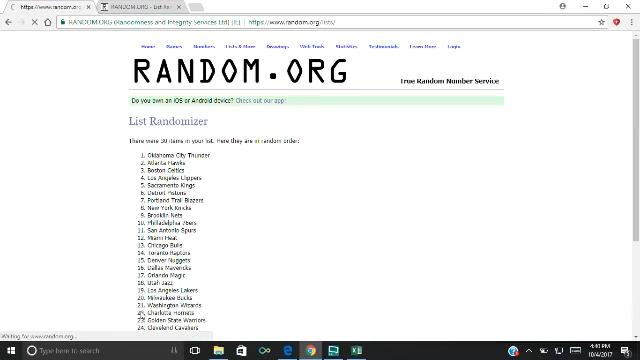 https://www.random.org
RANDOM.ORG - List Ran
RANDOM.ORG (Randomness and Integrity Services Ltd) [IE] | https://www.random.org/lists/
Home Games Numbers Lists & More Drawings Web Tools Statistics Testimonials Learn More Login
RANDOM.ORG
True Random Number Service
Do you own an iOS or Android device? Check out our app!
List Randomizer
There were 30 items in your list. Here they are in random order:
1. Oklahoma City Thunder
2. Atlanta Hawks
3. Boston Celtics
4. Los Angeles Clippers
5. Sacramento Kings
6. Detroit Pistons
7. Portland Trail Blazers
8. New York Knicks
9. Brooklin Nets
10. Philadelphia 76ers
11. San Antonio Spurs
12. Miami Heat
13. Chicago Bulls
14. Toranto Raptors
15. Denver Nuggets
16. Dallas Mavericks
17. Orlando Magic
18. Utah Jazz
19. Los Angeles Lakers
20. Milwaukee Bucks
21. Washington Wizards
22. Charlotte Hornets
23. Golden State Warriors
24. Clevelend Cavaliers
Waiting for www.random.org...
Type here to search
4:40 PM
10/4/2017